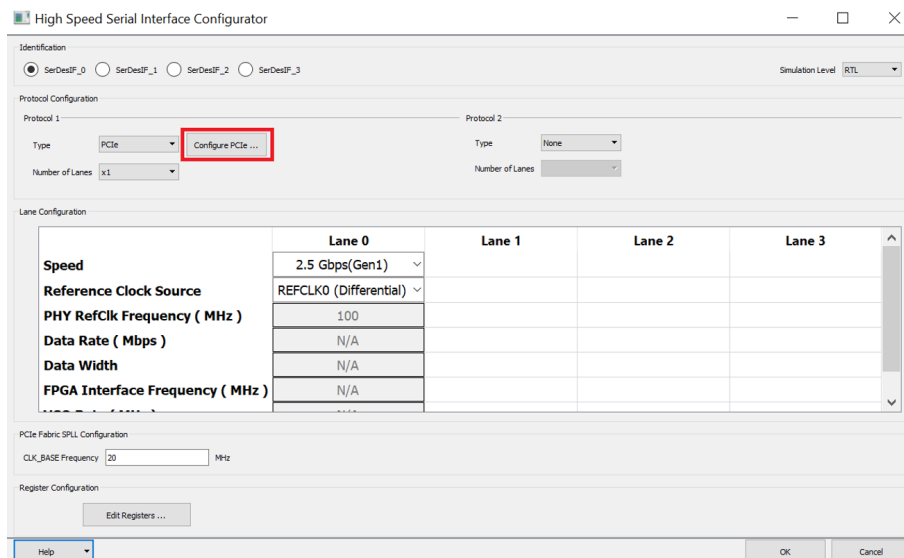 High Speed Serial Interface Configurator
Identification
SerDesIF_0 SerDesIF_1 SerDesIF_2 SerDesIF_3
Simulation Level RTL
Protocol Configuration
Protocol 1
Protocol 2
Type PCIe Configure PCIe ...
Type None
Number of Lanes x1
Number of Lanes
Lane Configuration
Lane 0 Lane 1 Lane 2 Lane 3
Speed 2.5 Gbps(Gen1)
Reference Clock Source REFCLK0 (Differential)
PHY RefClk Frequency ( MHz ) 100
Data Rate ( Mbps ) N/A
Data Width N/A
FPGA Interface Frequency ( MHz ) N/A
PCIe Fabric SPLL Configuration
CLK_BASE Frequency 20 MHz
Register Configuration
Edit Registers ...
Help OK Cancel